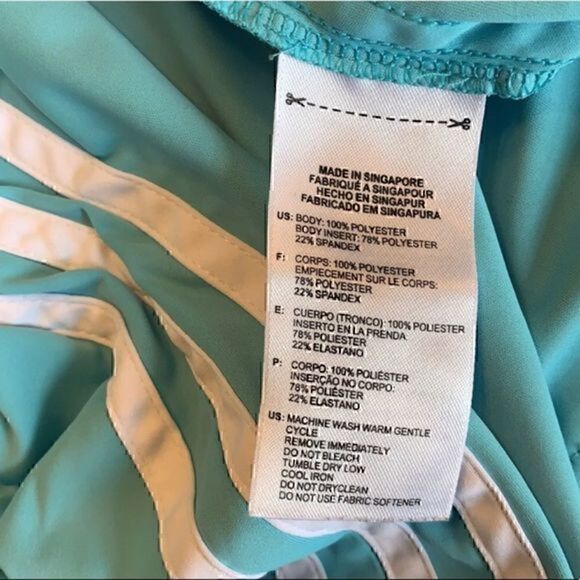 MADE IN SINGAPORE
FABRIQUÉ A SINGAPOUR
HECHO EN SINGAPUR
FABRICADO EM SINGAPURA
US: BODY: 100% POLYESTER
BODY INSERT: 78% POLYESTER
22% SPANDEX
F: CORPS: 100% POLYESTER
EMPIECEMENT SUR LE CORPS:
78% POLYESTER
22% SPANDEX
E: CUERPO (TRONCO): 100% POLIESTER
INSERTO EN LA PRENDA
78% POLIESTER
22% ELASTANO
P: CORPO: 100% POLIÉSTER
INSERÇÃO NO CORPO:
78% POLIÉSTER
22% ELASTANO
US: MACHINE WASH WARM GENTLE
CYCLE
REMOVE IMMEDIATELY
DO NOT BLEACH
TUMBLE DRY LOW
COOL IRON
DO NOT DRYCLEAN
DO NOT USE FABRIC SOFTENER